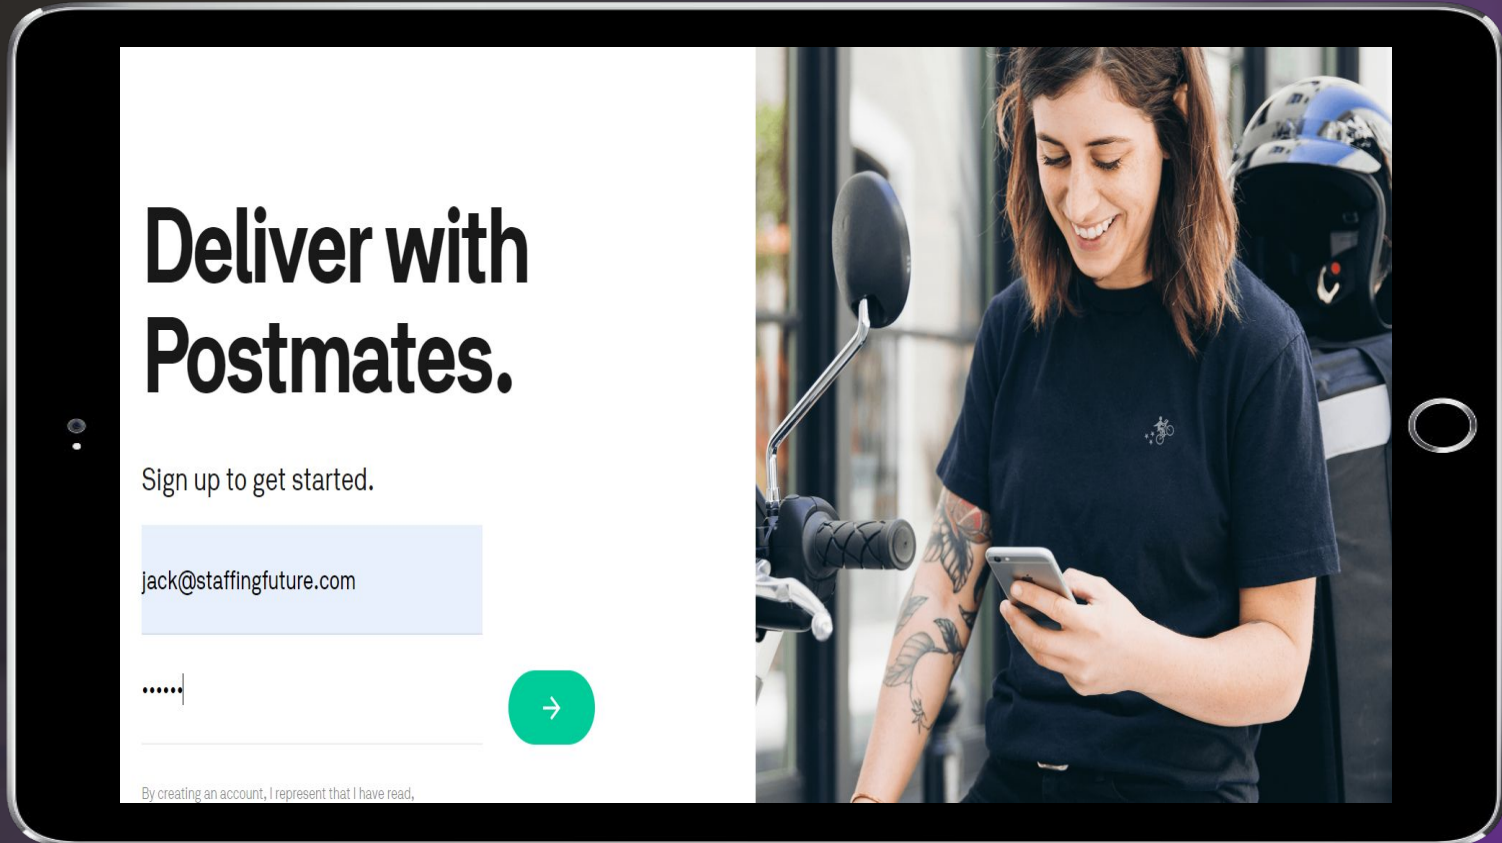 Deliver with
Postmates.
Sign up to get started.
jack@staffingfuture.com
••••••
By creating an account, I represent that I have read,